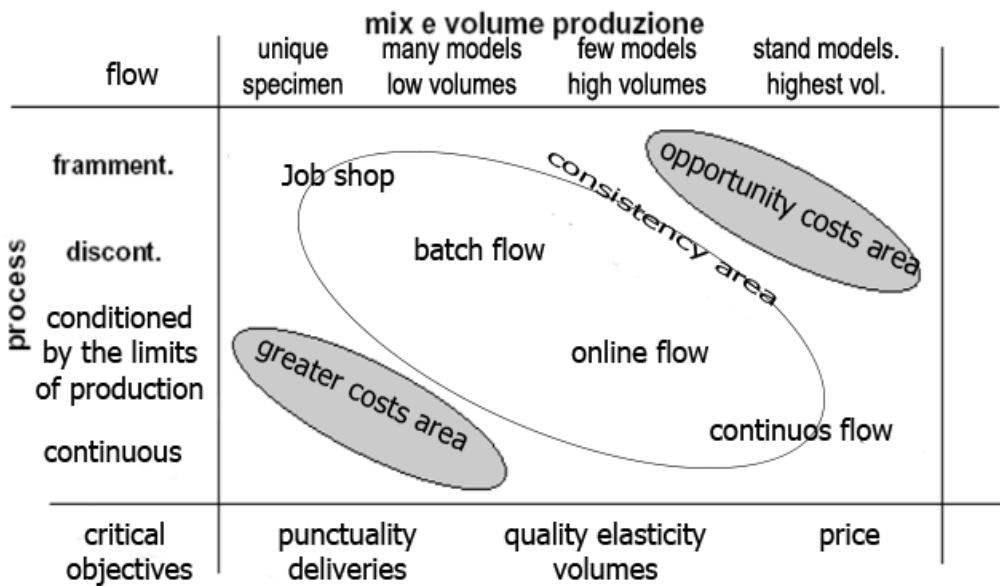 mix e volume produzione
flow
unique
specimen
many models
low volumes
few models
high volumes
stand models.
highest vol.
process
framment.
discont.
conditioned
by the limits
of production
continuous
Job shop
batch flow
online flow
continuos flow
consistency area
opportunity costs area
greater costs area
critical
objectives
punctuality
deliveries
quality elasticity
volumes
price